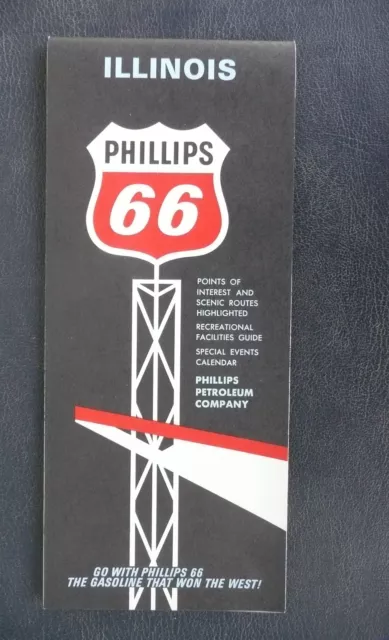 ILLINOIS
PHILLIPS
66
POINTS OF
INTEREST AND
SCENIC ROUTES
HIGHLIGHTED
RECREATIONAL
FACILITIES GUIDE
SPECIAL EVENTS
CALENDAR
PHILLIPS
PETROLEUM
COMPANY
GO WITH PHILLIPS 66
THE GASOLINE THAT WON THE WEST!